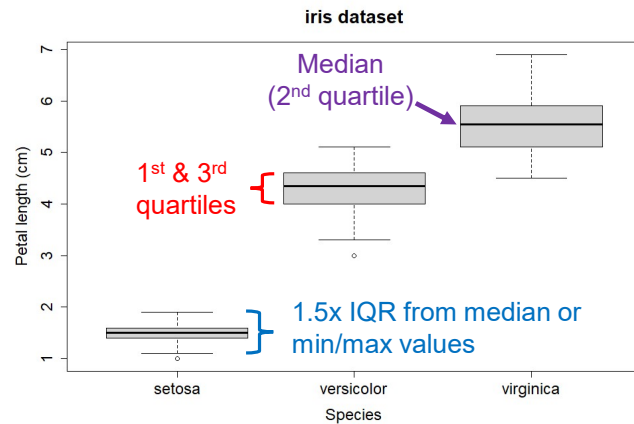 iris dataset
Median
(2nd quartile)
1st & 3rd
quartiles
1.5x IQR from median or
min/max values
Petal length (cm)
7
6
5
4
3
2
1
setosa versicolor virginica
Species